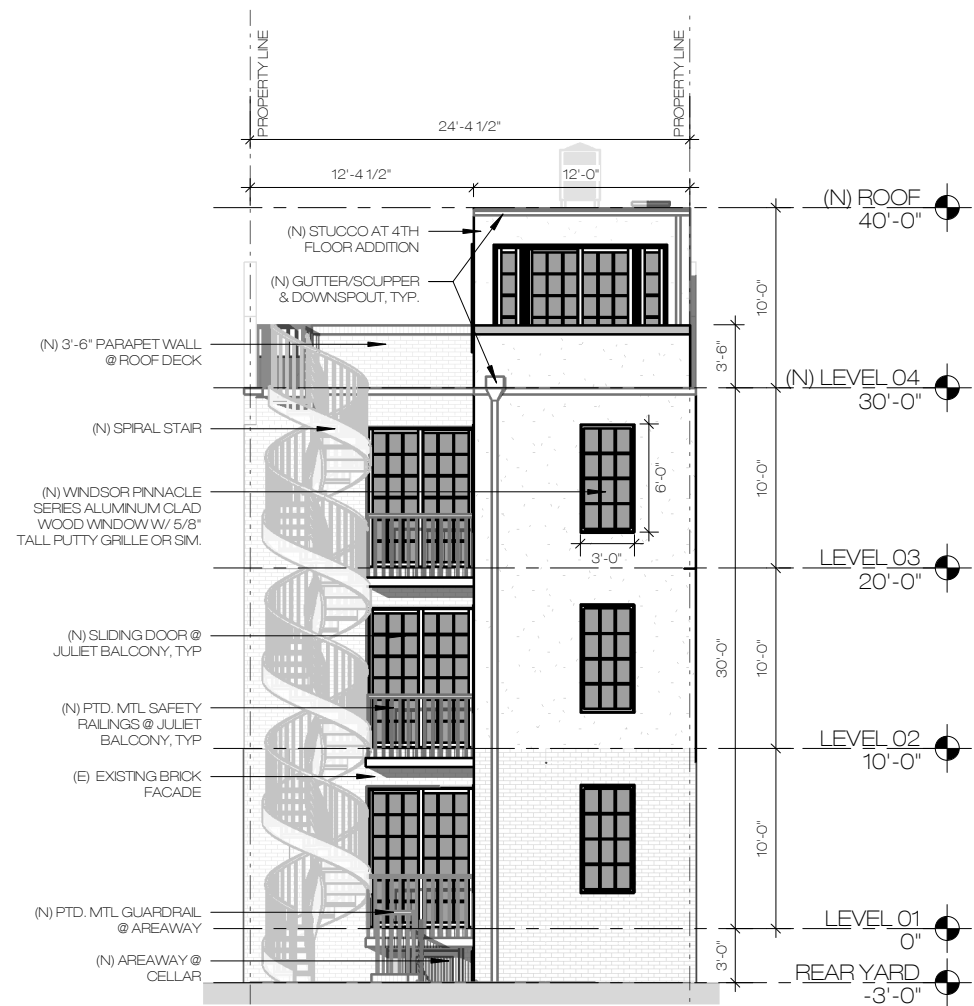 PROPERTY LINE
PROPERTY LINE
24'-4 1/2"
12'-4 1/2"
12'-0"
(N) ROOF
40'-0"
(N) STUCCO AT 4TH
FLOOR ADDITION
(N) GUTTER/SCUPPER
& DOWNSPOUT, TYP.
10'-0"
(N) 3'-6" PARAPET WALL
@ ROOF DECK
3'-6"
(N) LEVEL 04
30'-0"
(N) SPIRAL STAIR
6'-0"
10'-0"
(N) WINDSOR PINNACLE
SERIES ALUMINUM CLAD
WOOD WINDOW W/ 5/8"
TALL PUTTY GRILLE OR SIM.
3'-0"
LEVEL 03
20'-0"
(N) SLIDING DOOR @
JULIET BALCONY, TYP
30'-0"
10'-0"
(N) PTD. MTL SAFETY
RAILINGS @ JULIET
BALCONY, TYP
LEVEL 02
10'-0"
(E) EXISTING BRICK
FACADE
10'-0"
(N) PTD. MTL GUARDRAIL
@ AREAWAY
LEVEL 01
0"
(N) AREAWAY @
CELLAR
3'-0"
REAR YARD
-3'-0"